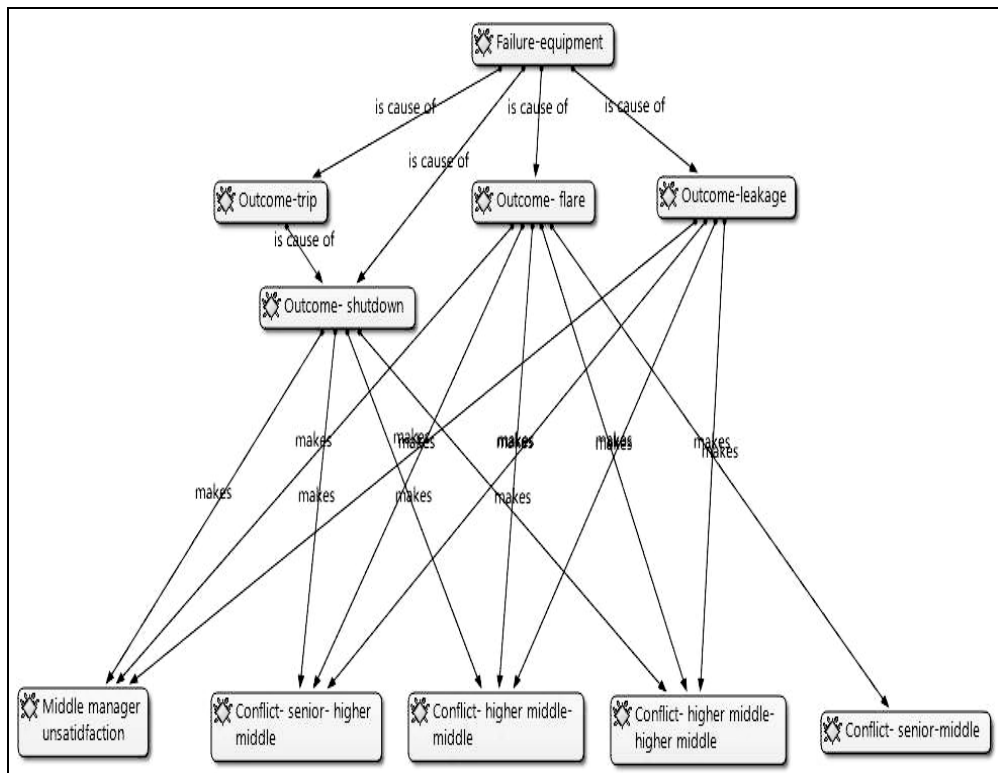 Failure-equipment
is cause of
is cause of
is cause of
is cause of
Outcome-trip
Outcome- flare
Outcome-leakage
is cause of
Outcome- shutdown
makes
makes
makes
makes
makes
makes
makes
makes
makes
makes
makes
makes
makes
Middle manager
unsatidfaction
Conflict- senior- higher
middle
Conflict- higher middle-
middle
Conflict- higher middle-
higher middle
Conflict- senior-middle